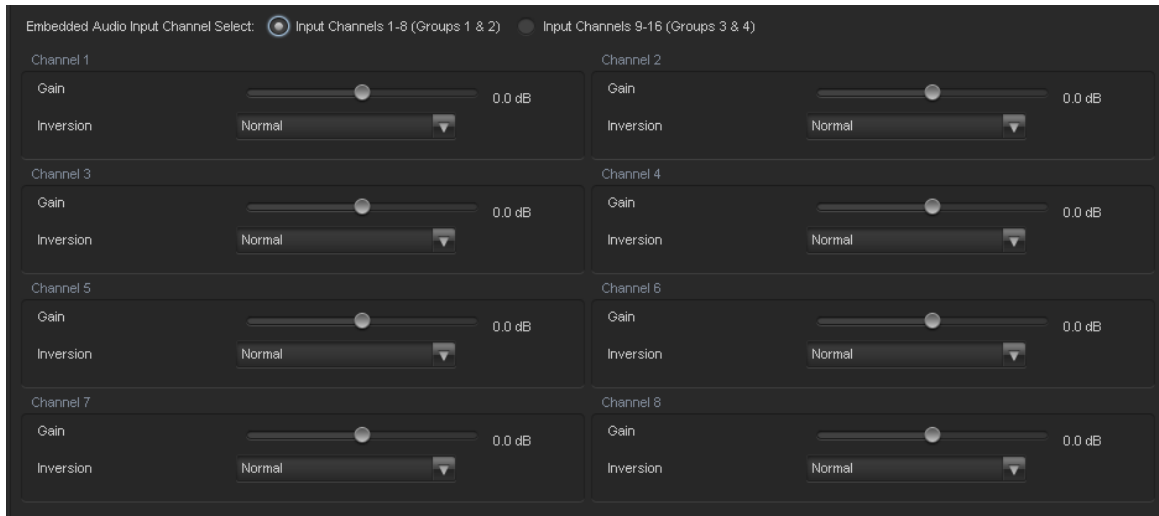 Embedded Audio Input Channel Select: Input Channels 1-8 (Groups 1 & 2) Input Channels 9-16 (Groups 3 & 4)
Channel 1
Gain 0.0 dB
Inversion Normal
Channel 2
Gain 0.0 dB
Inversion Normal
Channel 3
Gain 0.0 dB
Inversion Normal
Channel 4
Gain 0.0 dB
Inversion Normal
Channel 5
Gain 0.0 dB
Inversion Normal
Channel 6
Gain 0.0 dB
Inversion Normal
Channel 7
Gain 0.0 dB
Inversion Normal
Channel 8
Gain 0.0 dB
Inversion Normal